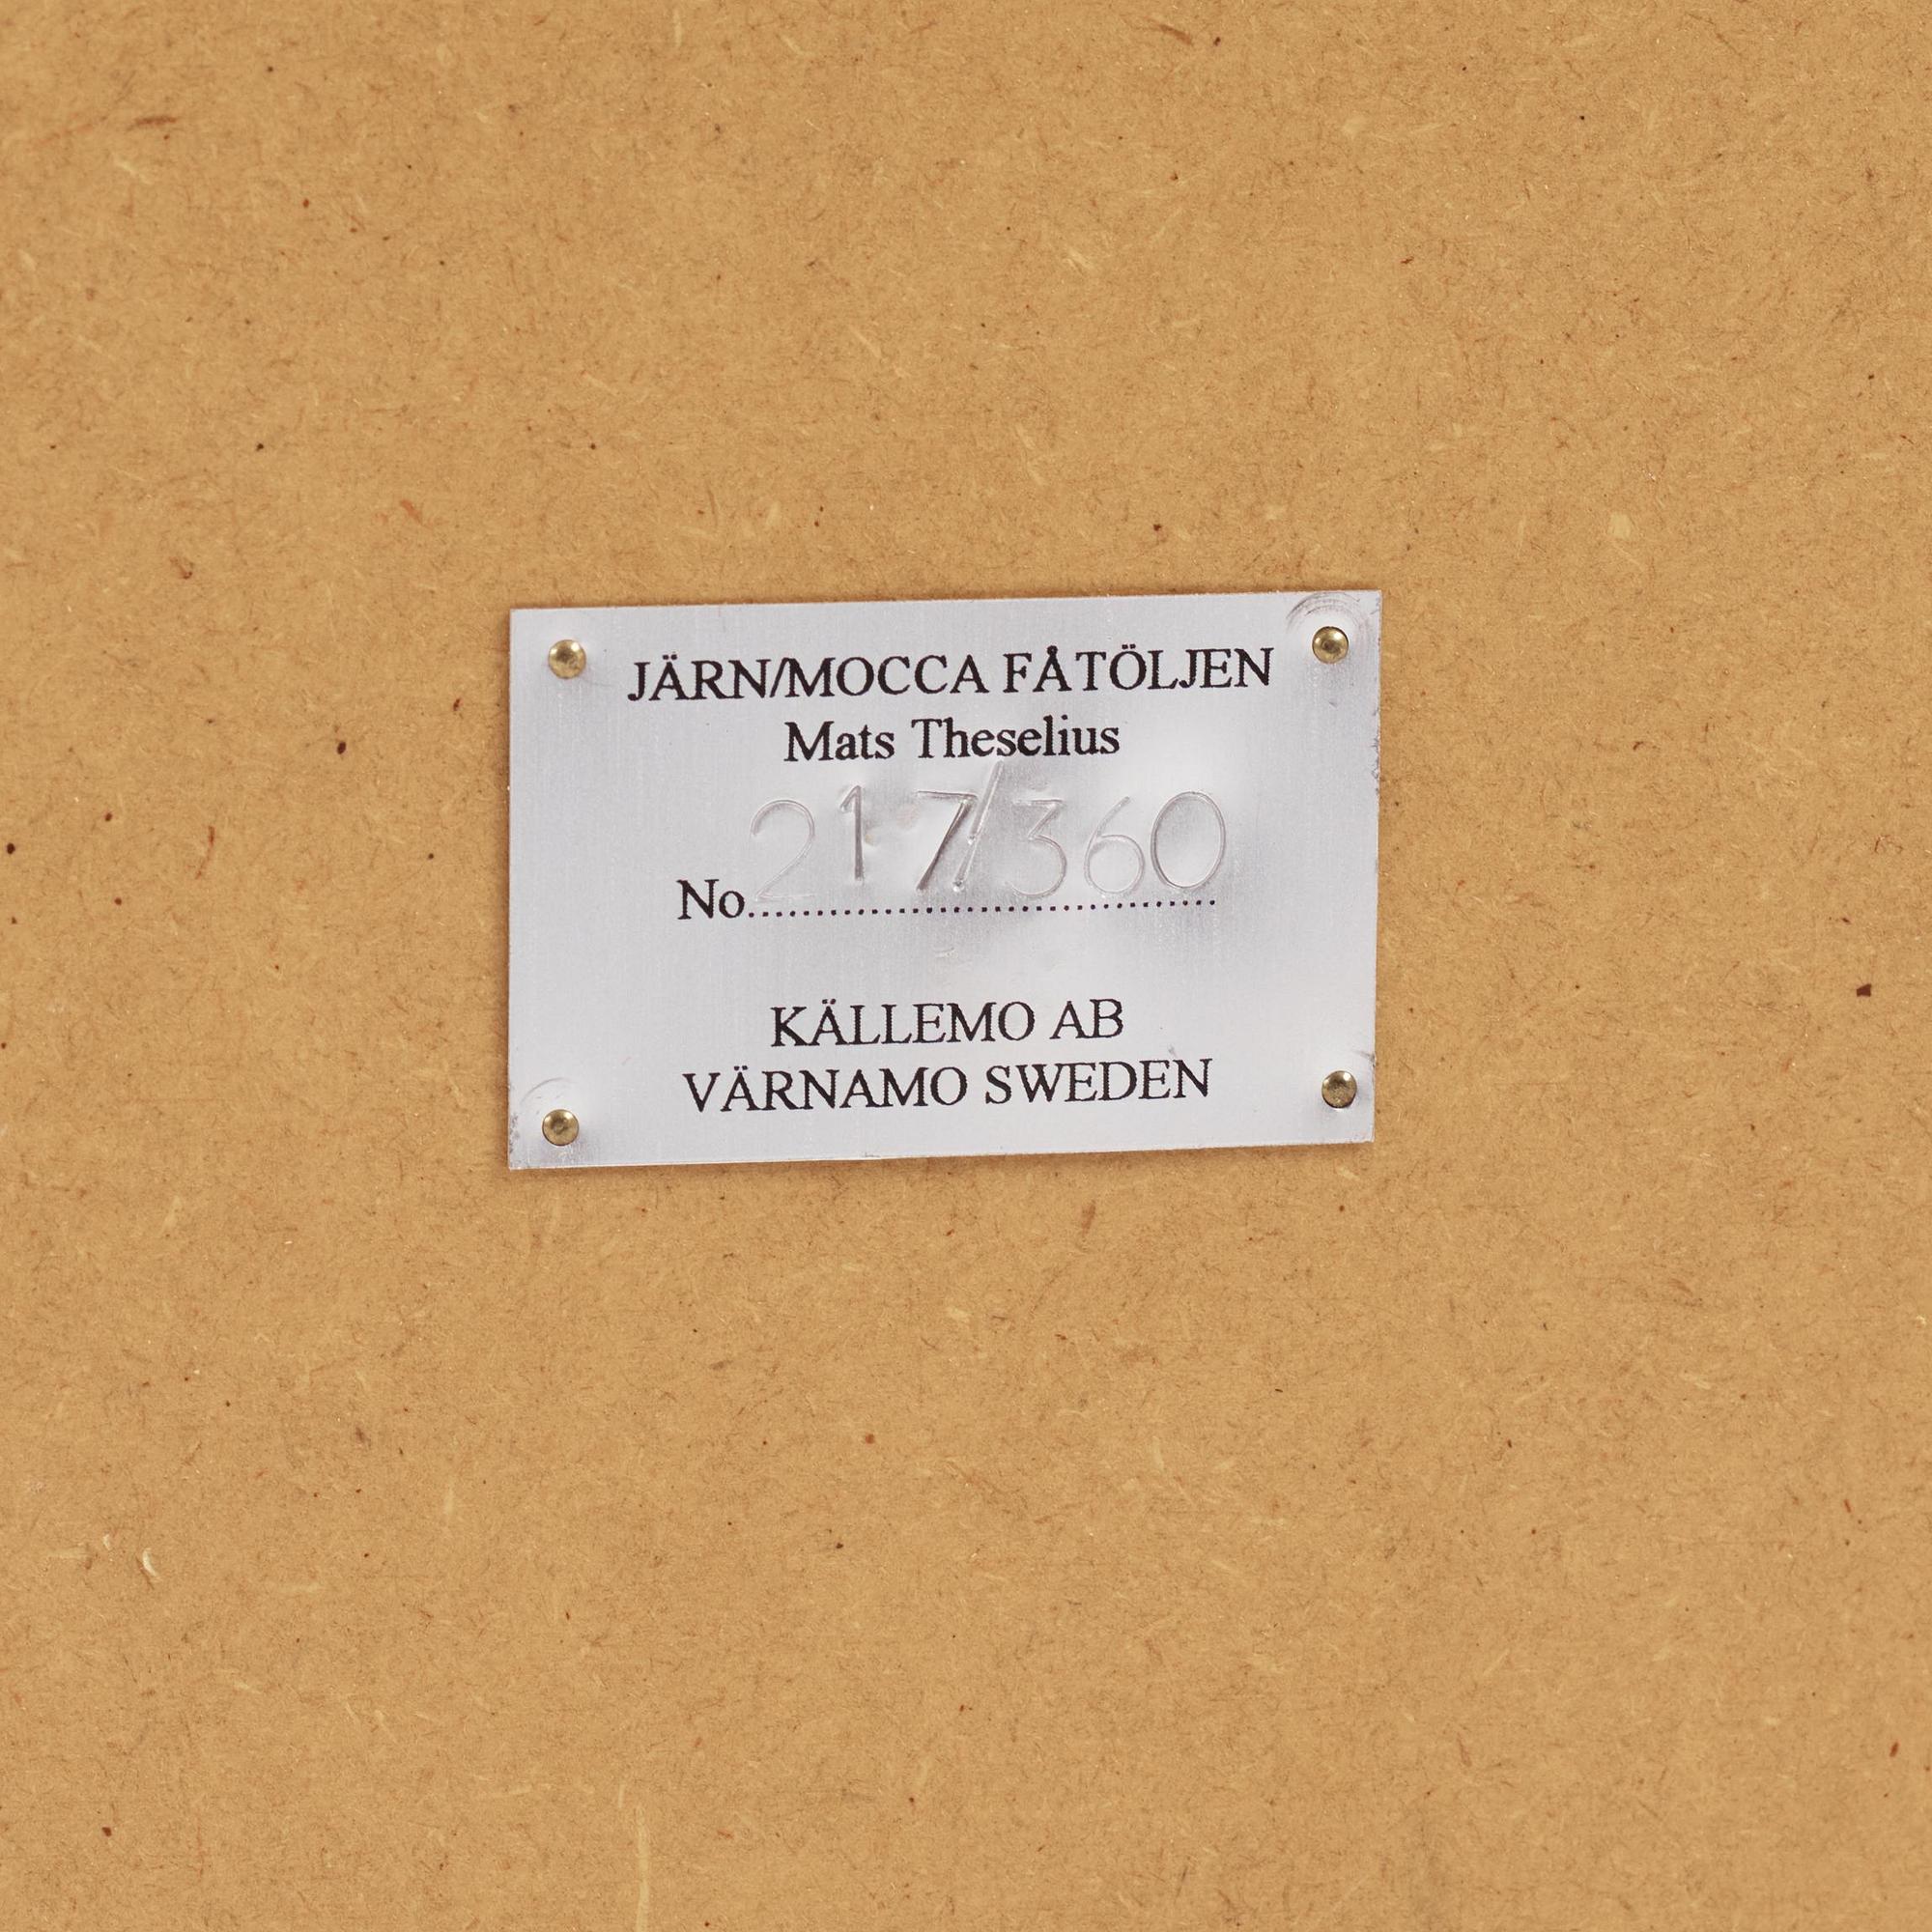 JÄRN/MOCCA FÅTÖLJEN
Mats Theselius
No. 217/360
KÄLLEMO AB
VÄRNAMO SWEDEN